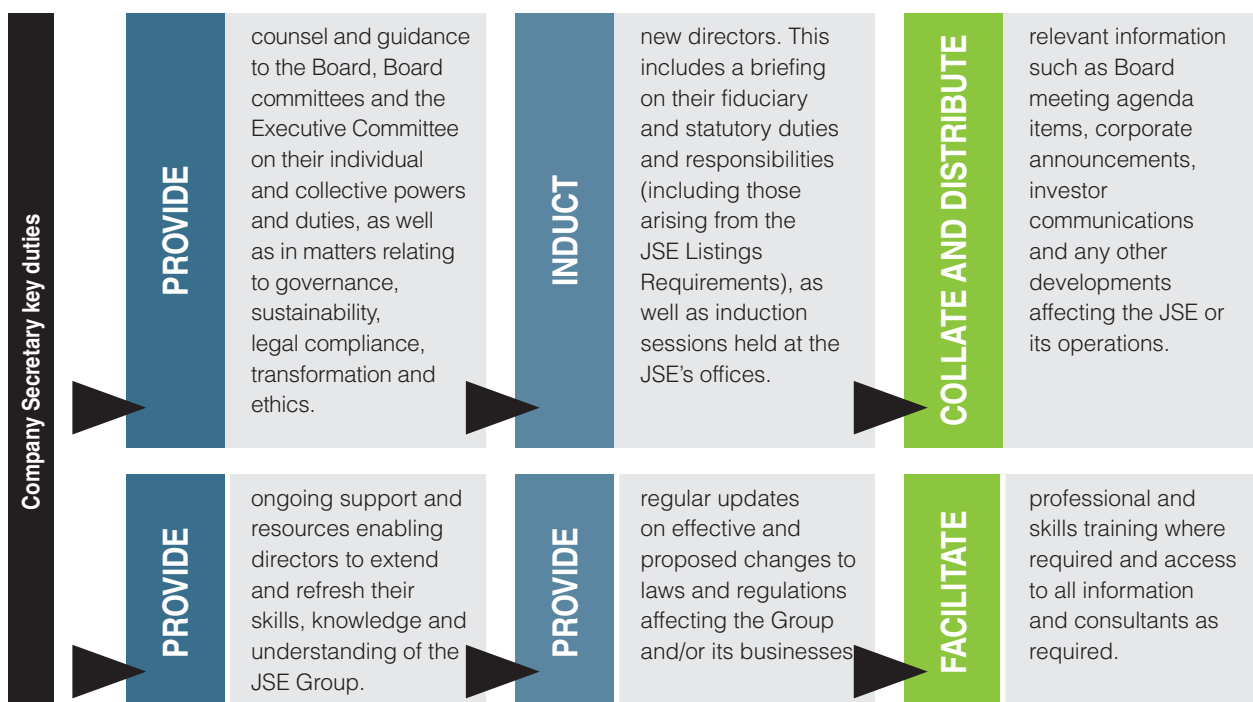 Company Secretary key duties
PROVIDE
counsel and guidance
to the Board, Board
committees and the
Executive Committee
on their individual
and collective powers
and duties, as well
as in matters relating
to governance,
sustainability,
legal compliance,
transformation and
ethics.
INDUCT
new directors. This
includes a briefing
on their fiduciary
and statutory duties
and responsibilities
(including those
arising from the
JSE Listings
Requirements), as
well as induction
sessions held at the
JSE’s offices.
COLLATE AND DISTRIBUTE
relevant information
such as Board
meeting agenda
items, corporate
announcements,
investor
communications
and any other
developments
affecting the JSE or
its operations.
PROVIDE
ongoing support and
resources enabling
directors to extend
and refresh their
skills, knowledge and
understanding of the
JSE Group.
PROVIDE
regular updates
on effective and
proposed changes to
laws and regulations
affecting the Group
and/or its businesses
FACILITATE
professional and
skills training where
required and access
to all information
and consultants as
required.